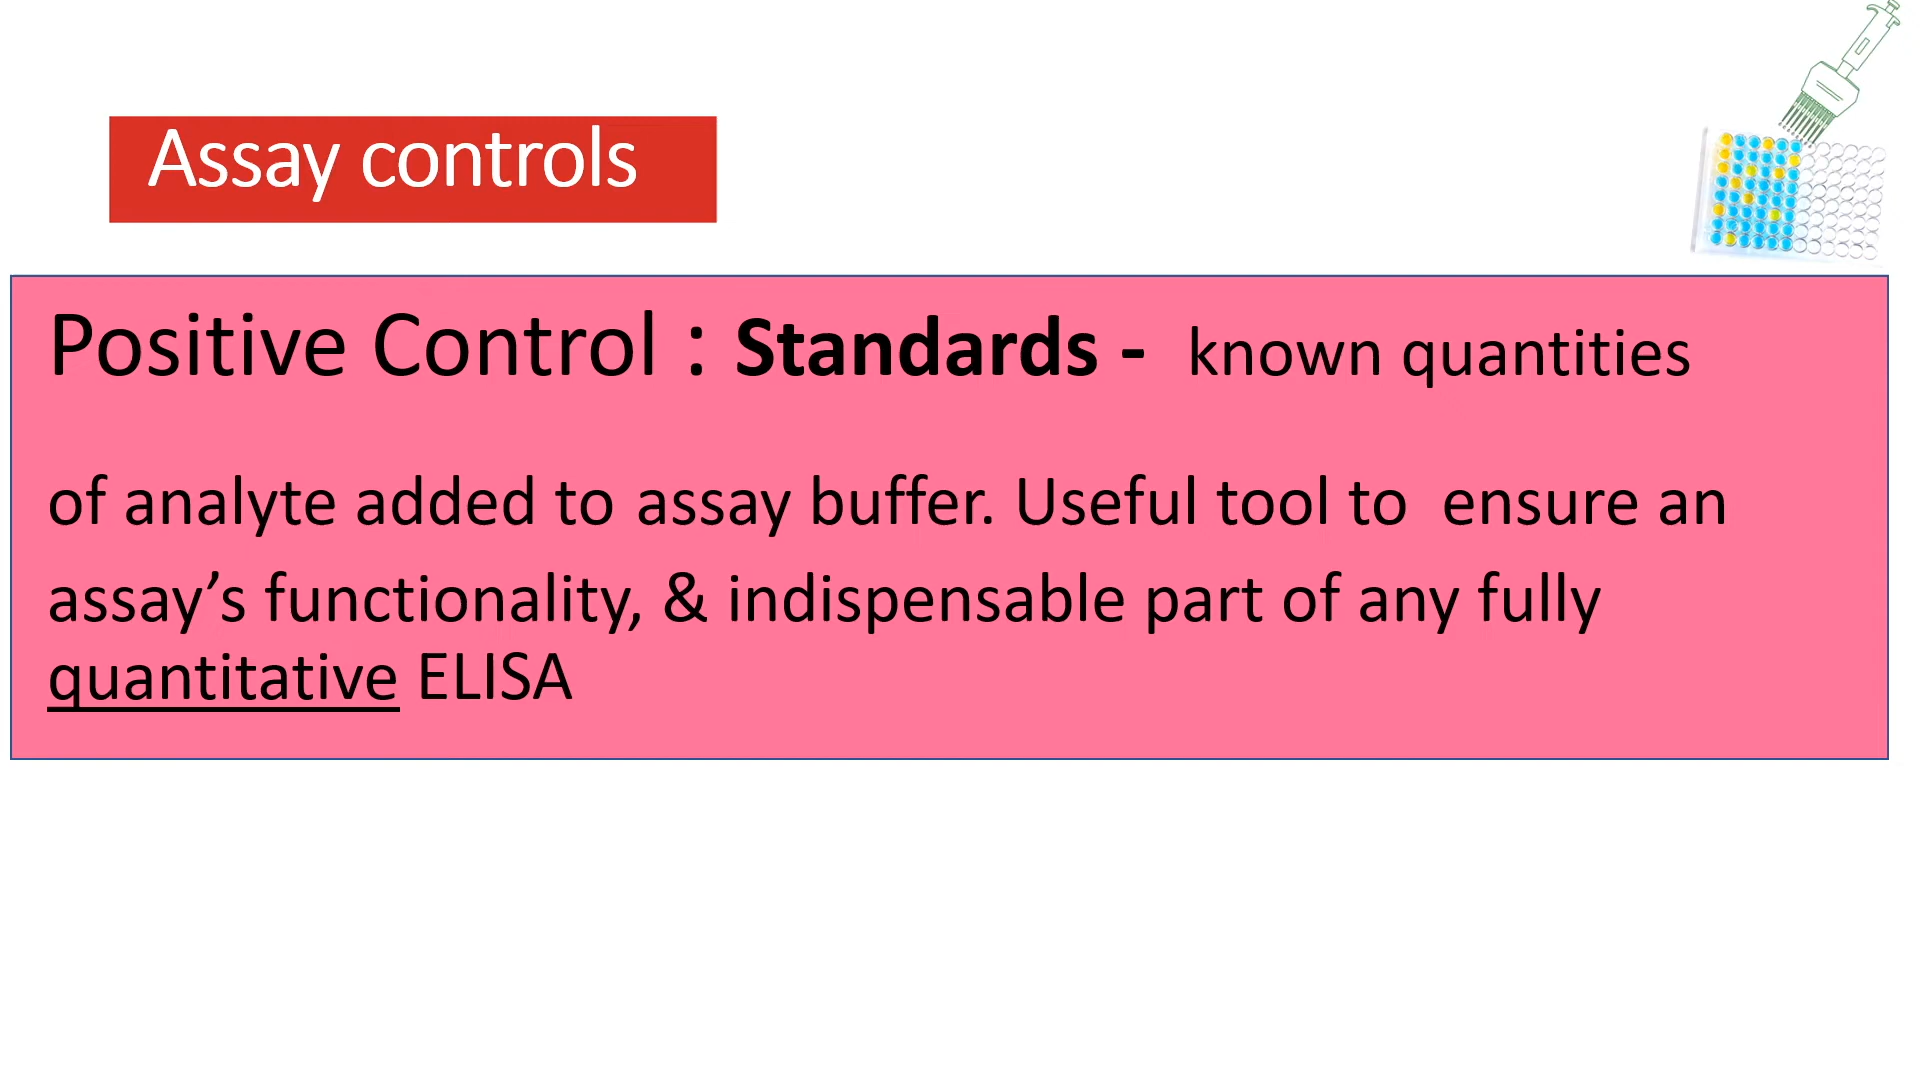 Assay controls
Positive Control : Standards - known quantities
of analyte added to assay buffer. Useful tool to ensure an
assay’s functionality, & indispensable part of any fully
quantitative ELISA